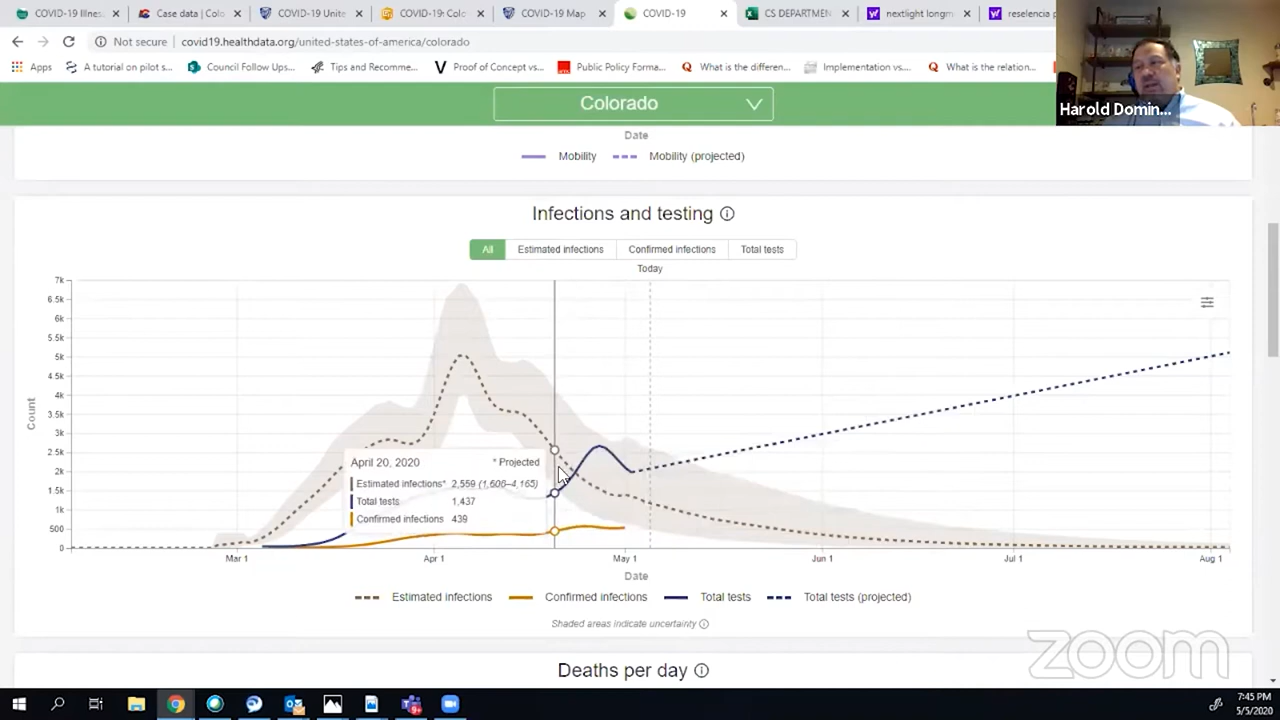 COVID-19 Illnes
Case data | Colo
COVID-19 Unite
COVID-19: Colo
COVID-19 Map
COVID-19
CS DEPARTMEN
nextlight longm
reselencia p
Not secure | covid19.healthdata.org/united-states-of-america/colorado
Apps
A tutorial on pilot s...
Council Follow Ups...
Tips and Recomme...
Proof of Concept vs...
Public Policy Forma...
What is the differen...
Implementation vs...
What is the relation...
Harold Domin...
Colorado
Date
Mobility
Mobility (projected)
Infections and testing
All
Estimated infections
Confirmed infections
Total tests
Today
7k
6.5k
6k
5.5k
5k
4.5k
4k
3.5k
3k
2.5k
2k
1.5k
1k
500
0
Count
April 20, 2020
* Projected
Estimated infections* 2,559 (1,606–4,165)
Total tests 1,437
Confirmed infections 439
Mar 1
Apr 1
May 1
Jun 1
Jul 1
Aug 1
Date
Estimated infections
Confirmed infections
Total tests
Total tests (projected)
Shaded areas indicate uncertainty
Deaths per day
zoom
7:45 PM
5/5/2020